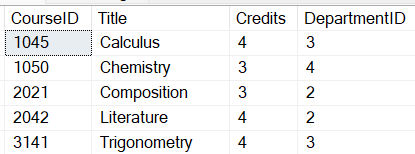 CourseID Title Credits DepartmentID
1045 Calculus 4 3
1050 Chemistry 3 4
2021 Composition 3 2
2042 Literature 4 2
3141 Trigonometry 4 3